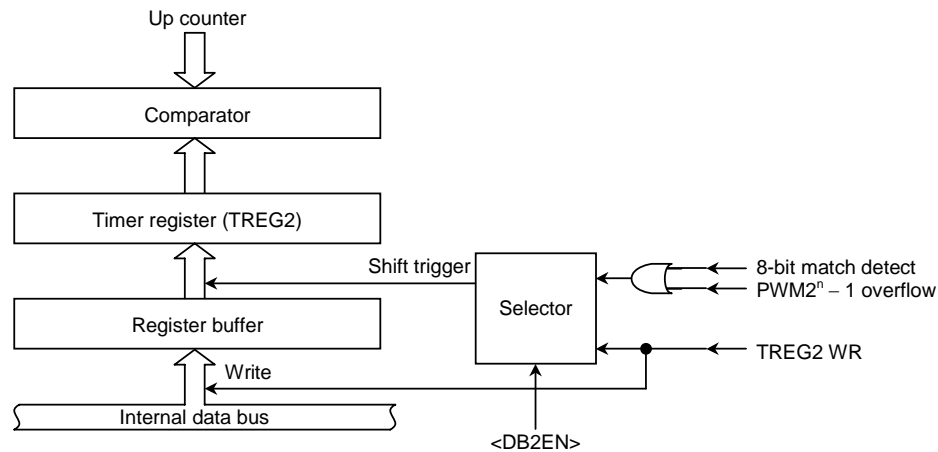 Up counter
Comparator
Timer register (TREG2)
Shift trigger
Selector
8-bit match detect
PWM2ⁿ – 1 overflow
Register buffer
TREG2 WR
Write
Internal data bus
<DB2EN>